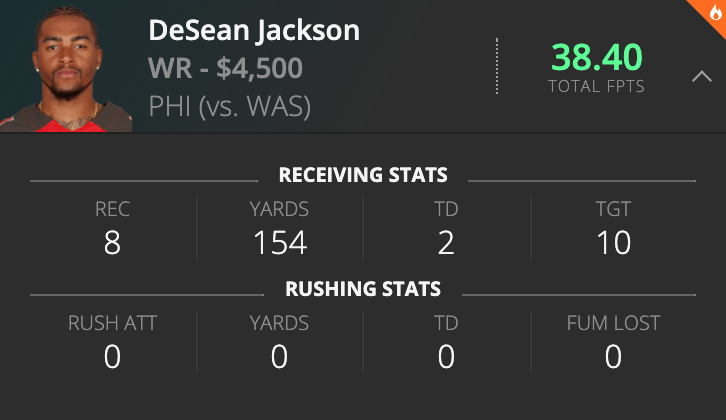 DeSean Jackson
WR - $4,500
PHI (vs. WAS)
38.40
TOTAL FPTS
RECEIVING STATS
REC YARDS TD TGT
8 154 2 10
RUSHING STATS
RUSH ATT YARDS TD FUM LOST
0 0 0 0